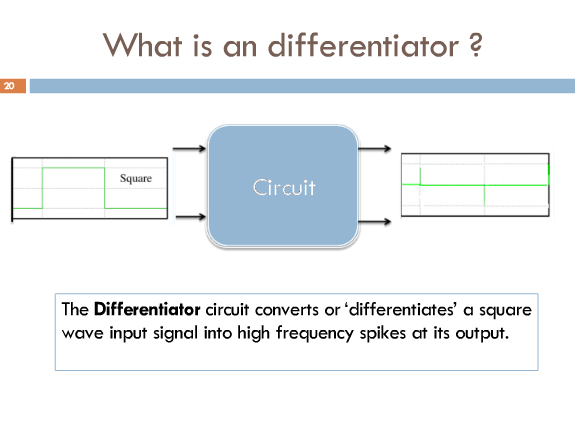 What is an differentiator ?
20
Square
Circuit
The Differentiator circuit converts or ‘differentiates’ a square
wave input signal into high frequency spikes at its output.